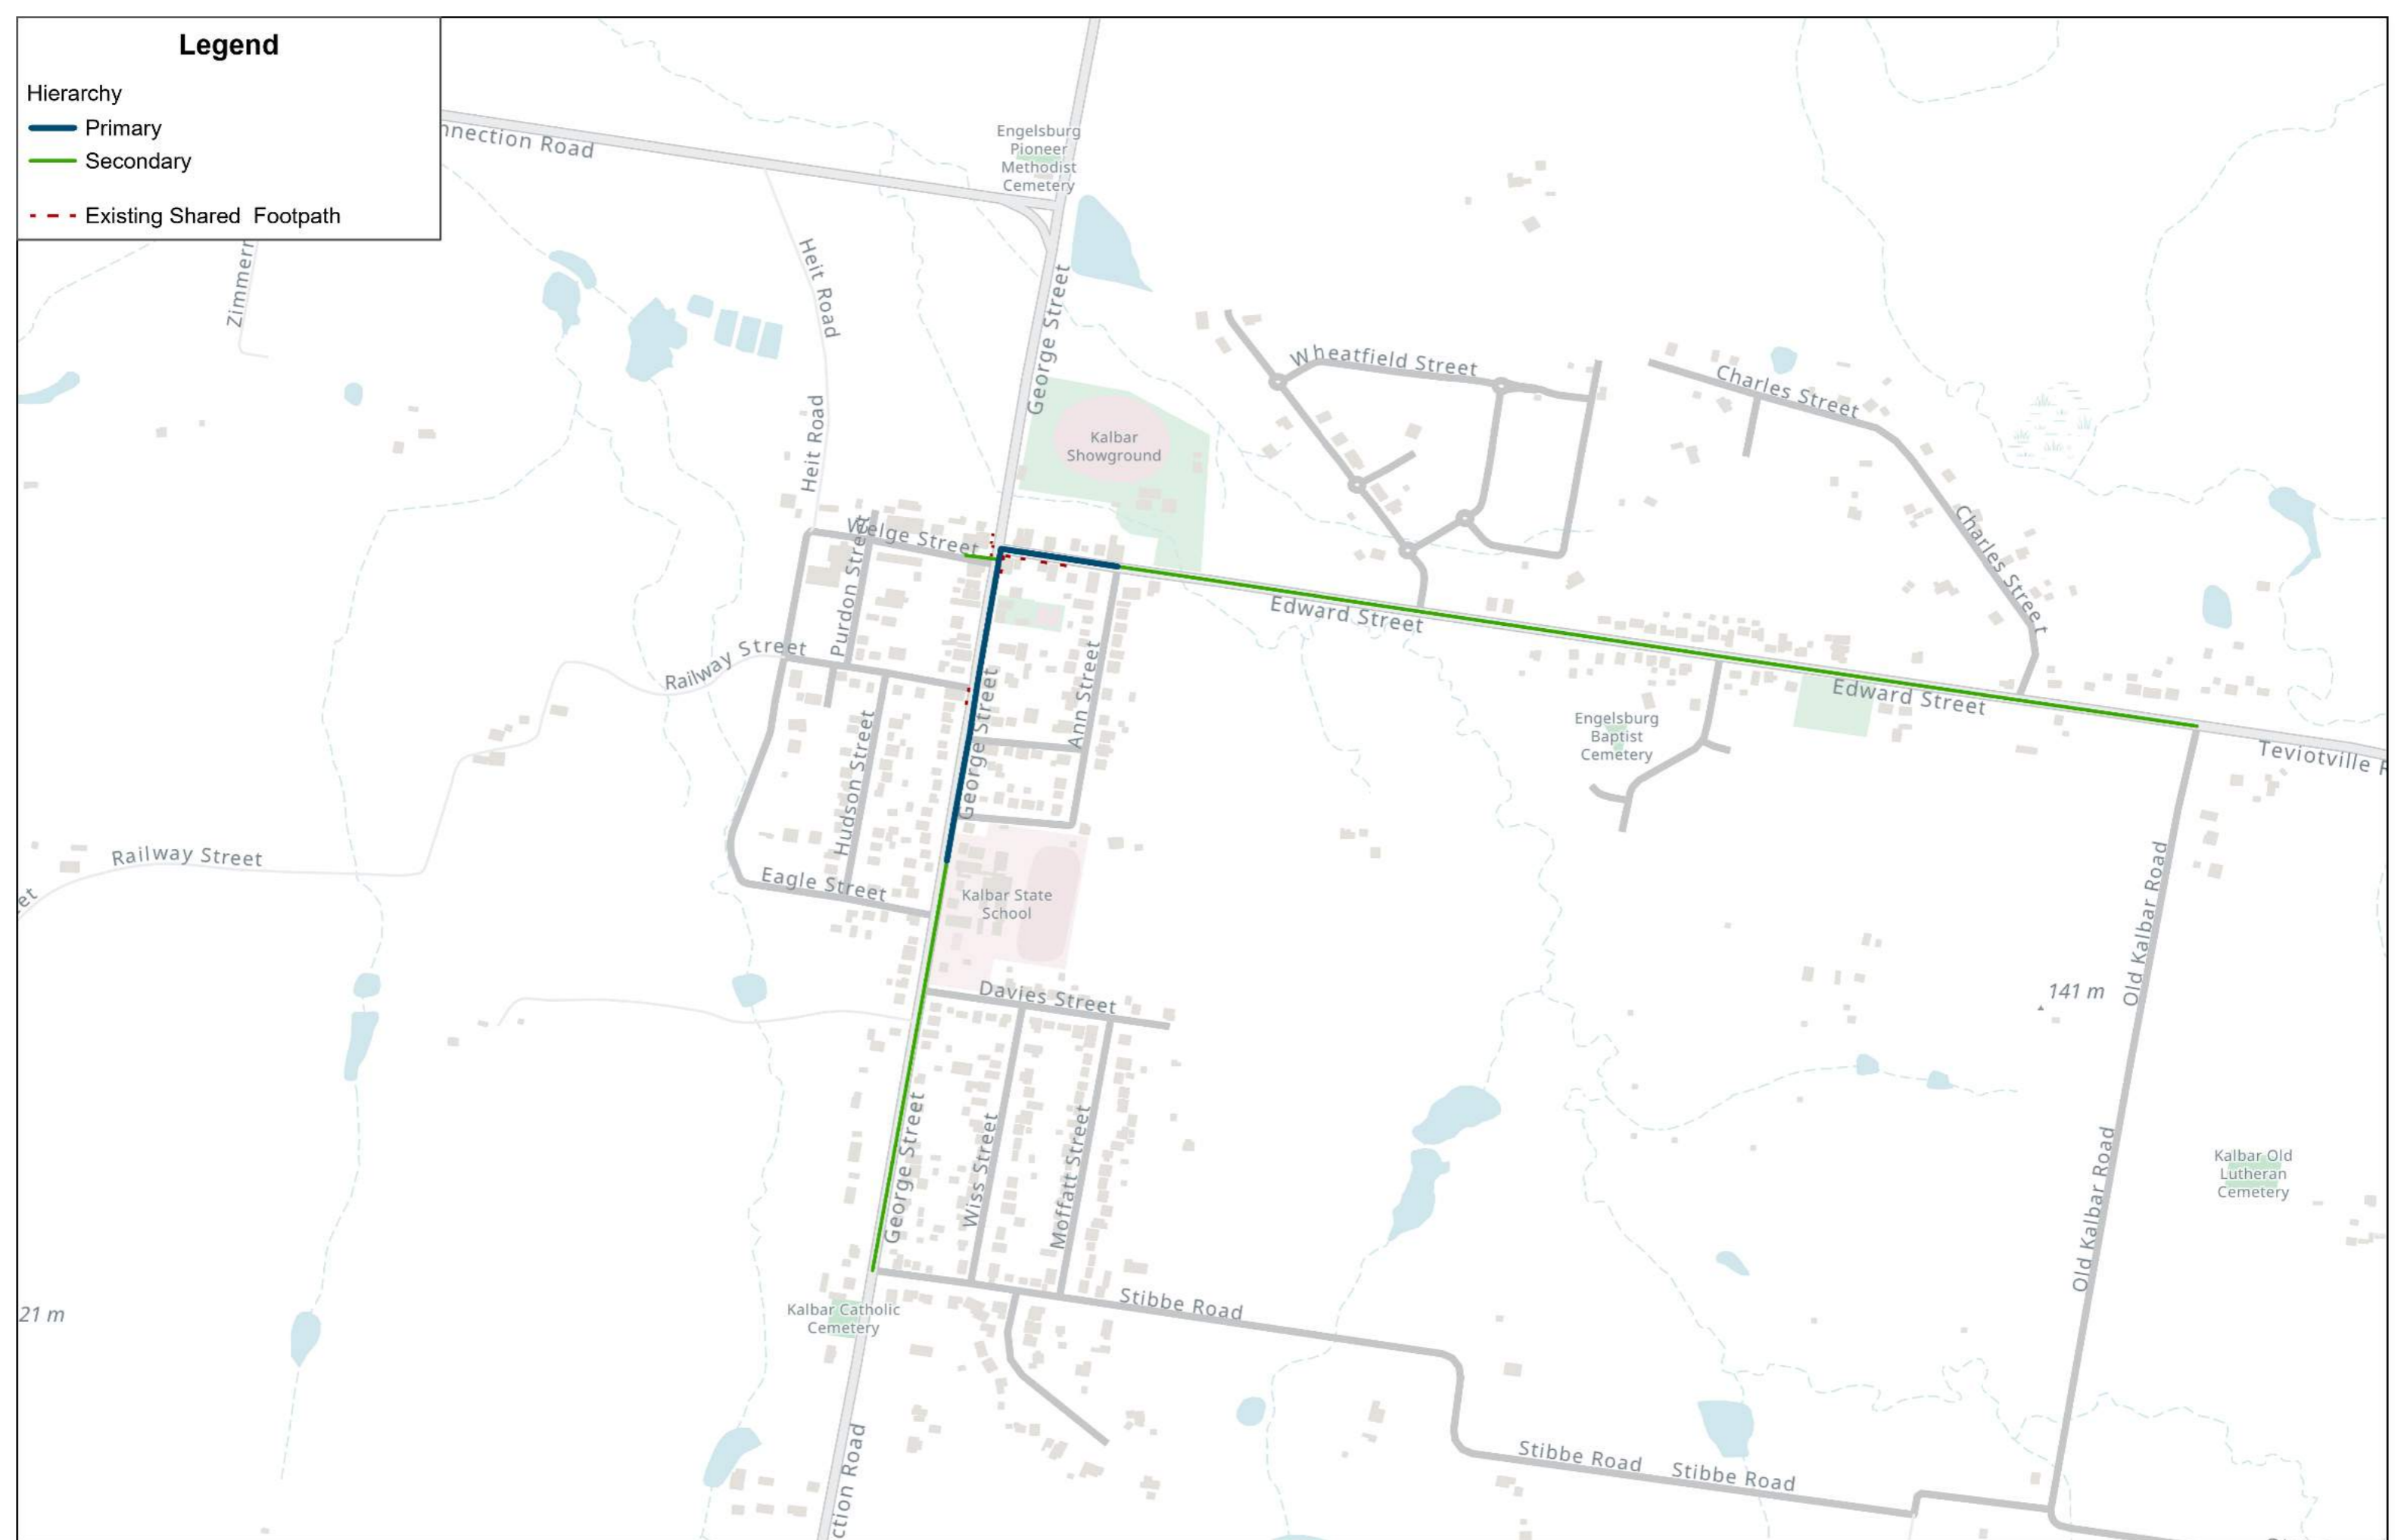 Legend
Hierarchy
Primary
Secondary
Existing Shared  Footpath
nnection Road
Engelsburg
Pioneer
Methodist
Cemetery
Zimmern
Heit Road
George Street
Heit Road
Wheatfield Street
Charles Street
Kalbar
Showground
Charles Street
Welge Street
Purdon Street
Edward Street
Railway Street
Ann Street
George Street
Hudson Street
Edward Street
Engelsburg
Baptist
Cemetery
Teviotville R
Railway Street
Eagle Street
Kalbar State
School
et
Old Kalbar Road
Davies Street
141 m
George Street
Wiss Street
Moffatt Street
Old Kalbar Road
Kalbar Old
Lutheran
Cemetery
21 m
Kalbar Catholic
Cemetery
Stibbe Road
ction Road
Stibbe Road
Stibbe Road